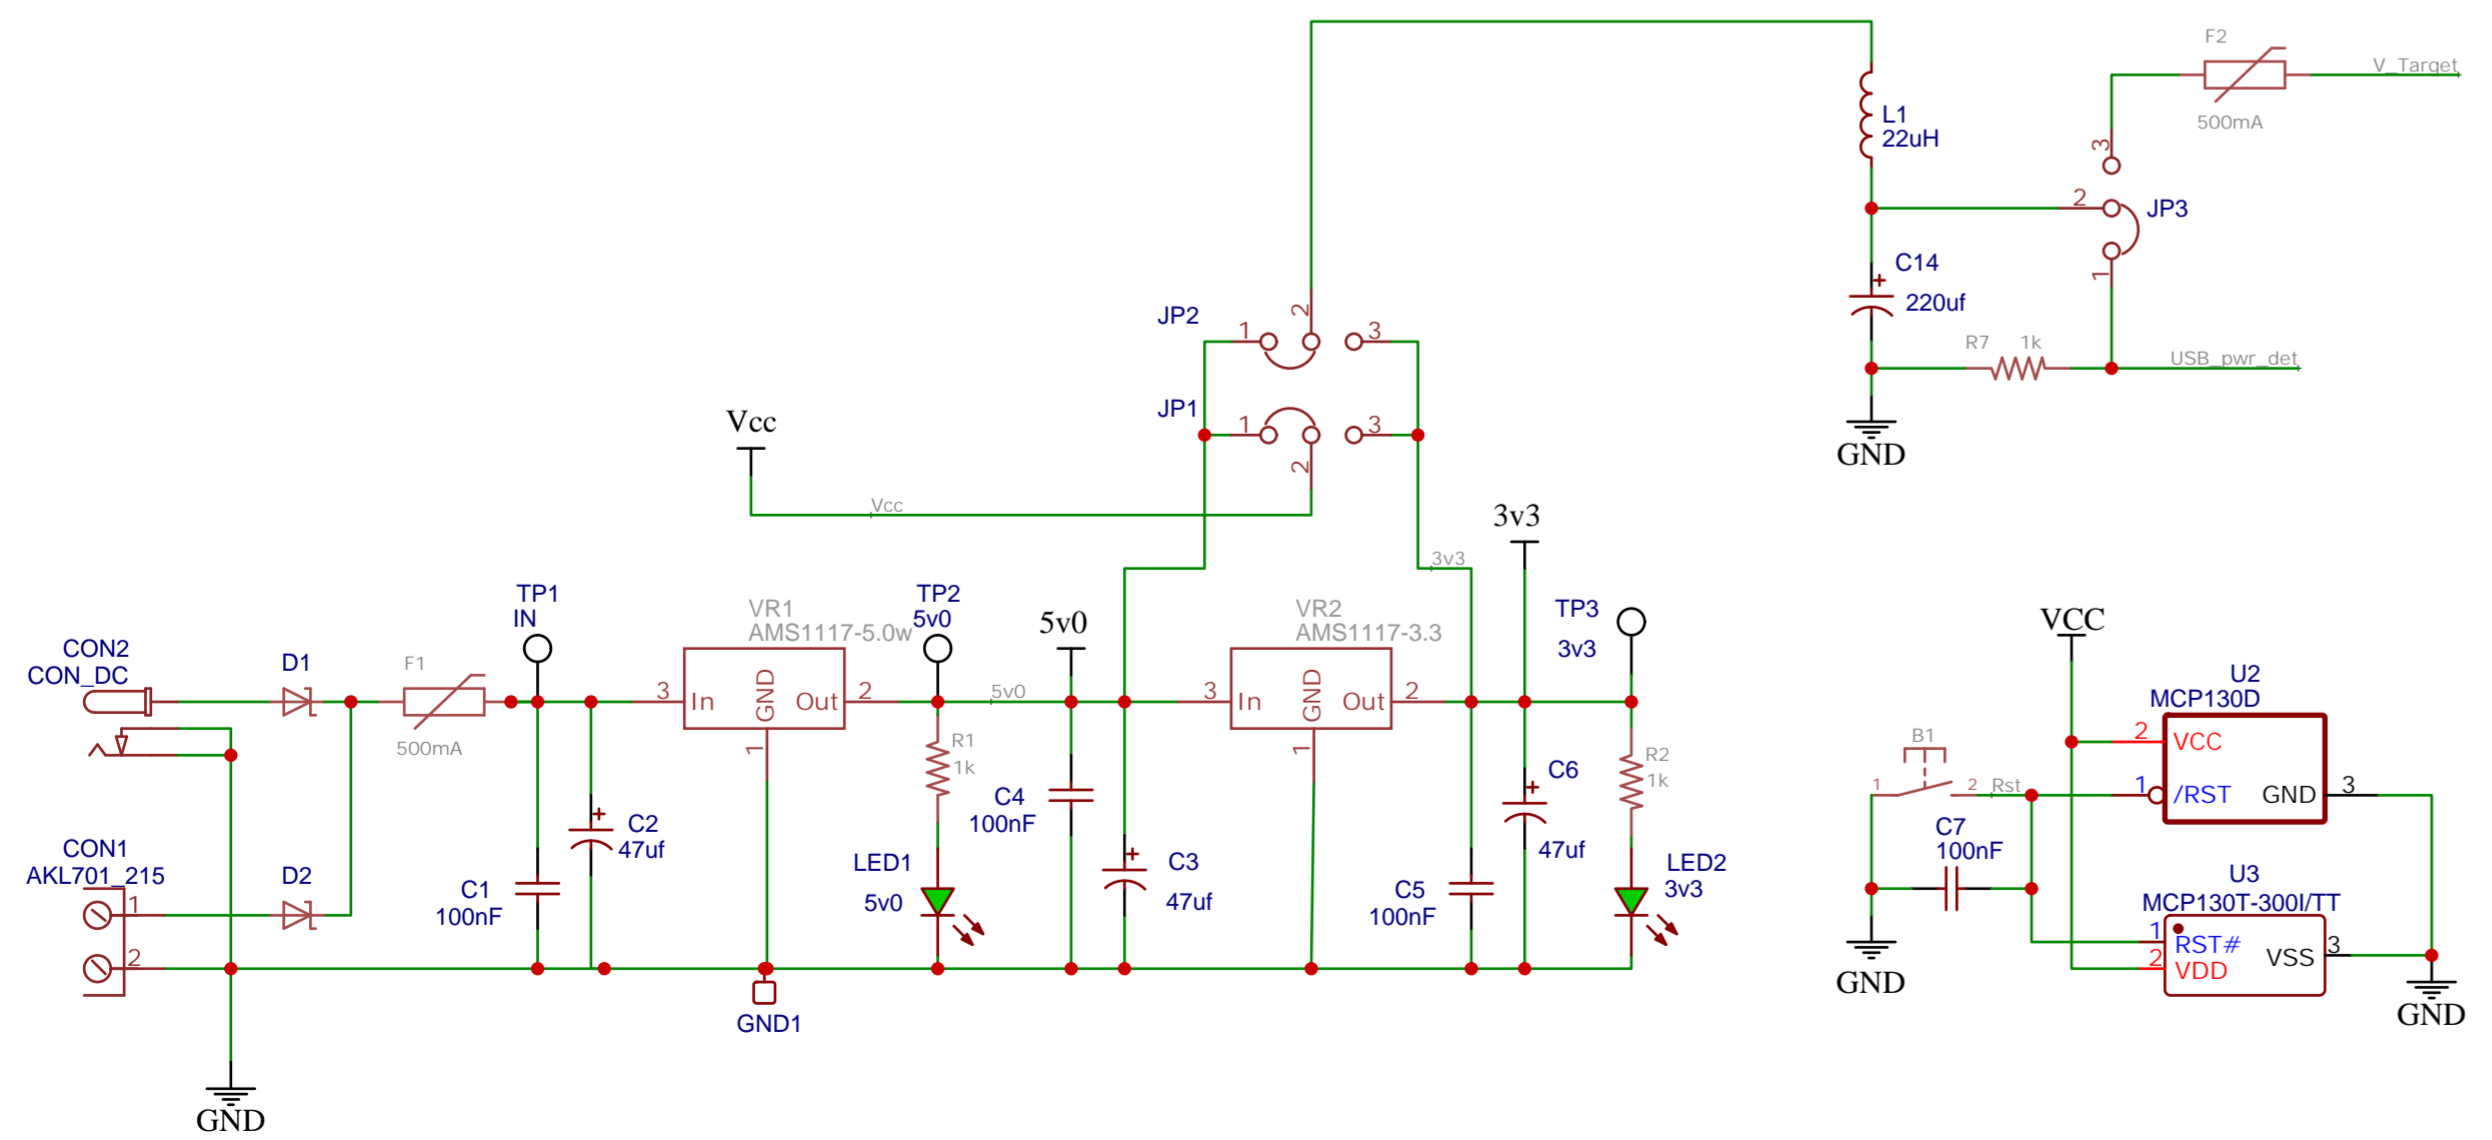 F2
V_Target
500mA
3
L1
22uH
2
JP3
1
C14
220uf
R7 1k
USB_pwr_det
GND
JP2
1
2
3
JP1
1
2
3
Vcc
Vcc
3v3
3v3
TP1
IN
VR1
AMS1117-5.0w
TP2
5v0
5v0
VR2
AMS1117-3.3
TP3
3v3
CON2
CON_DC
D1
F1
500mA
3
In
GND
Out
2
1
5v0
3
In
GND
Out
2
1
R1
1k
R2
1k
C4
100nF
C6
47uf
C2
47uf
C3
47uf
C1
100nF
C5
100nF
LED1
5v0
LED2
3v3
CON1
AKL701_215
1
2
D2
GND1
GND
VCC
U2
MCP130D
2
VCC
1
/RST
GND
3
B1
1
2
Rst
C7
100nF
U3
MCP130T-300I/TT
1
RST#
2
VDD
VSS
3
GND
GND